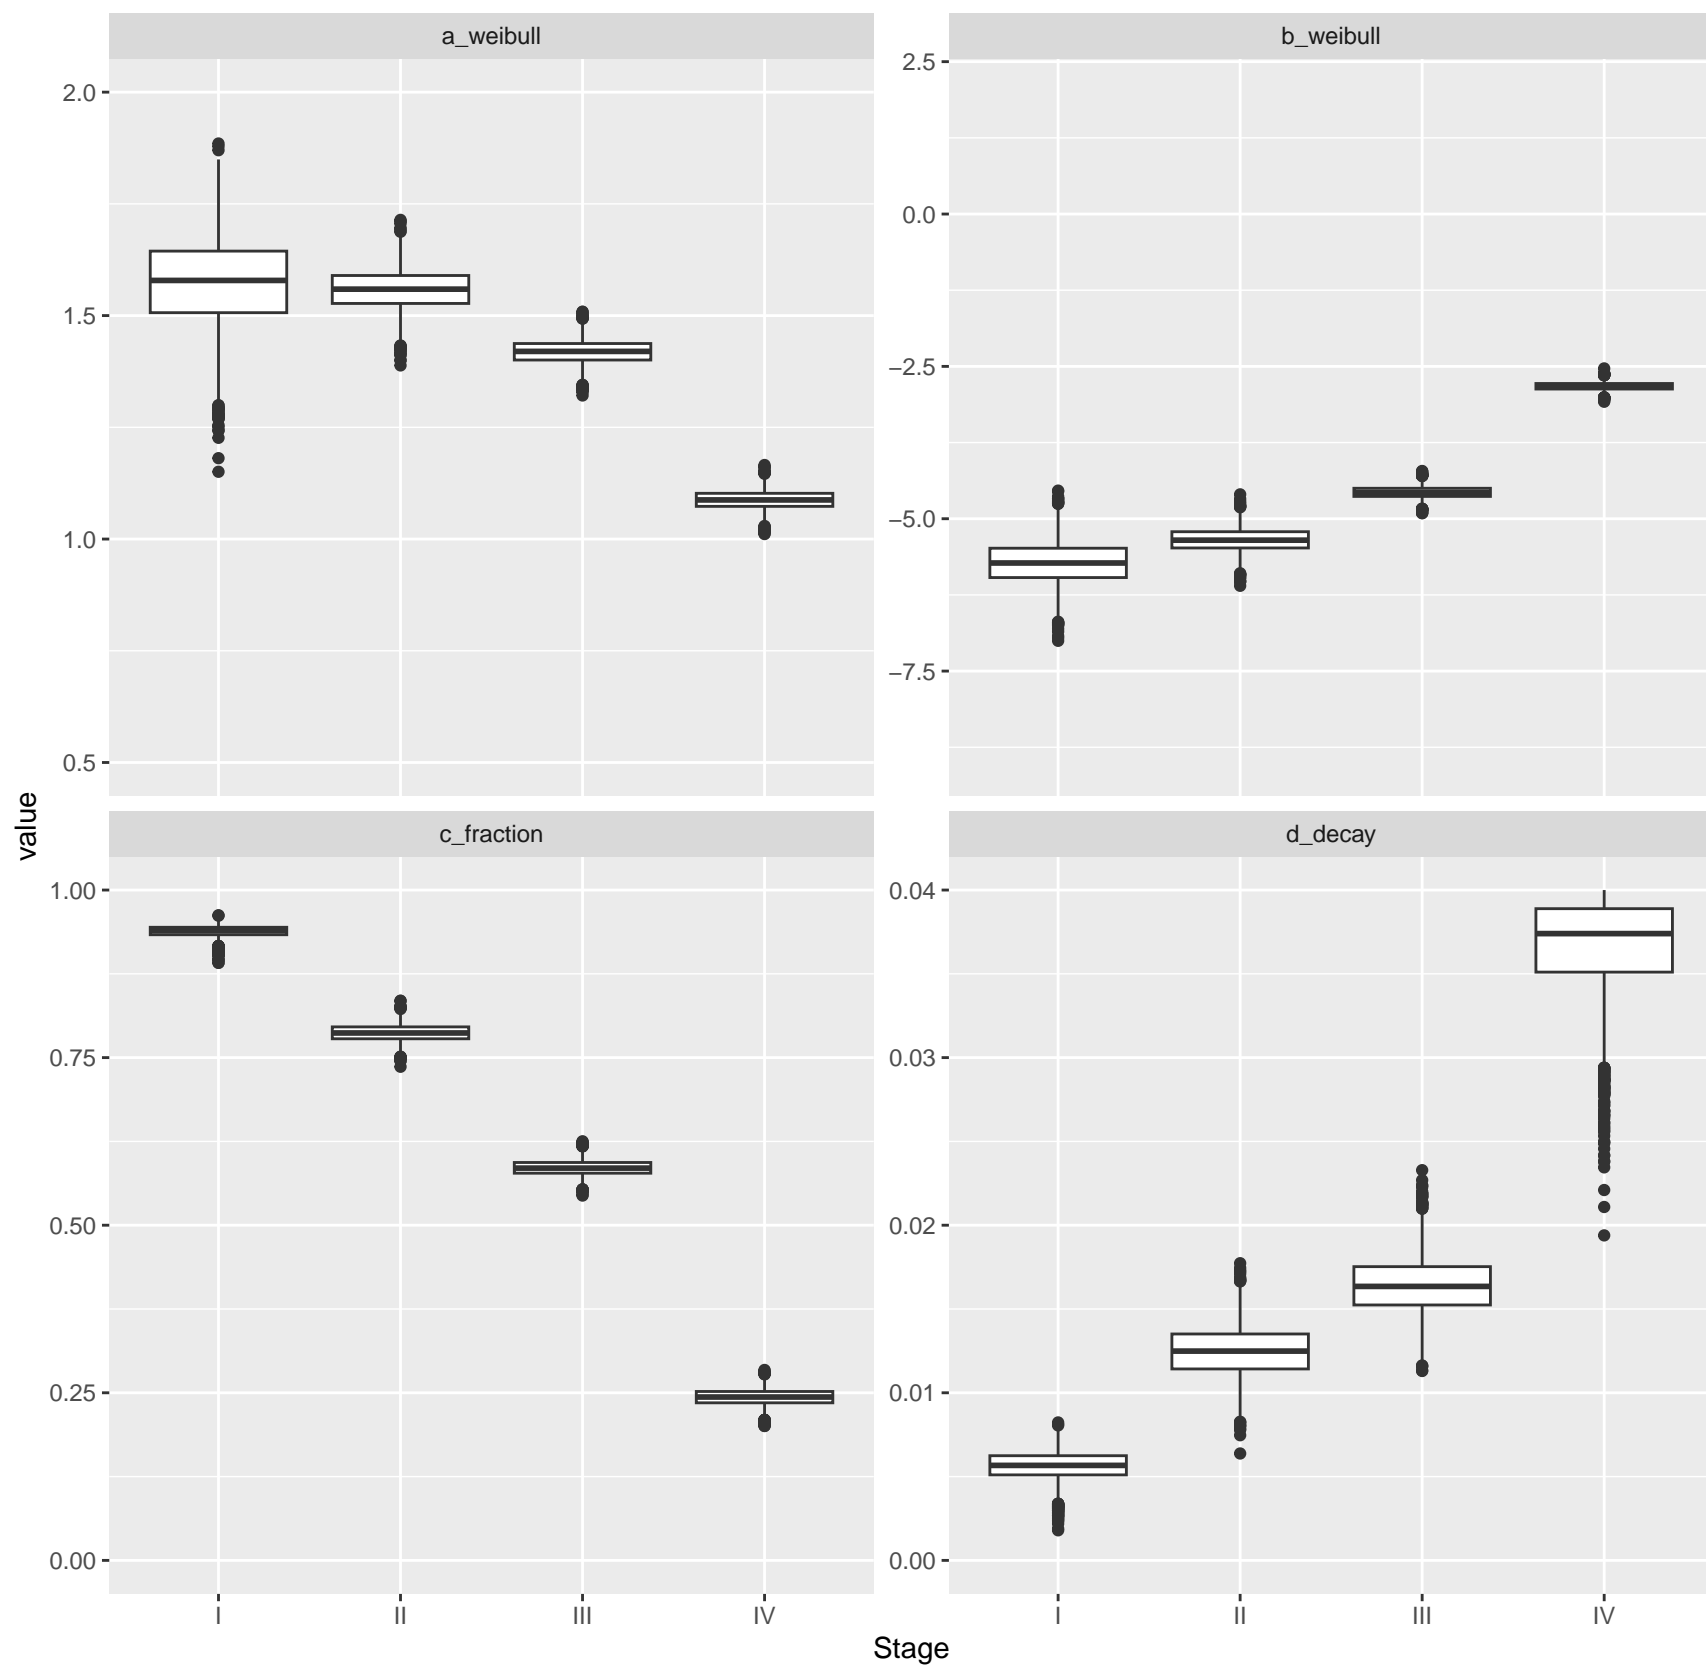 a_weibull
b_weibull
2.0
1.5
1.0
0.5
2.5
0.0
−2.5
−5.0
−7.5
value
c_fraction
d_decay
1.00
0.75
0.50
0.25
0.00
0.04
0.03
0.02
0.01
0.00
I II III IV
I II III IV
Stage